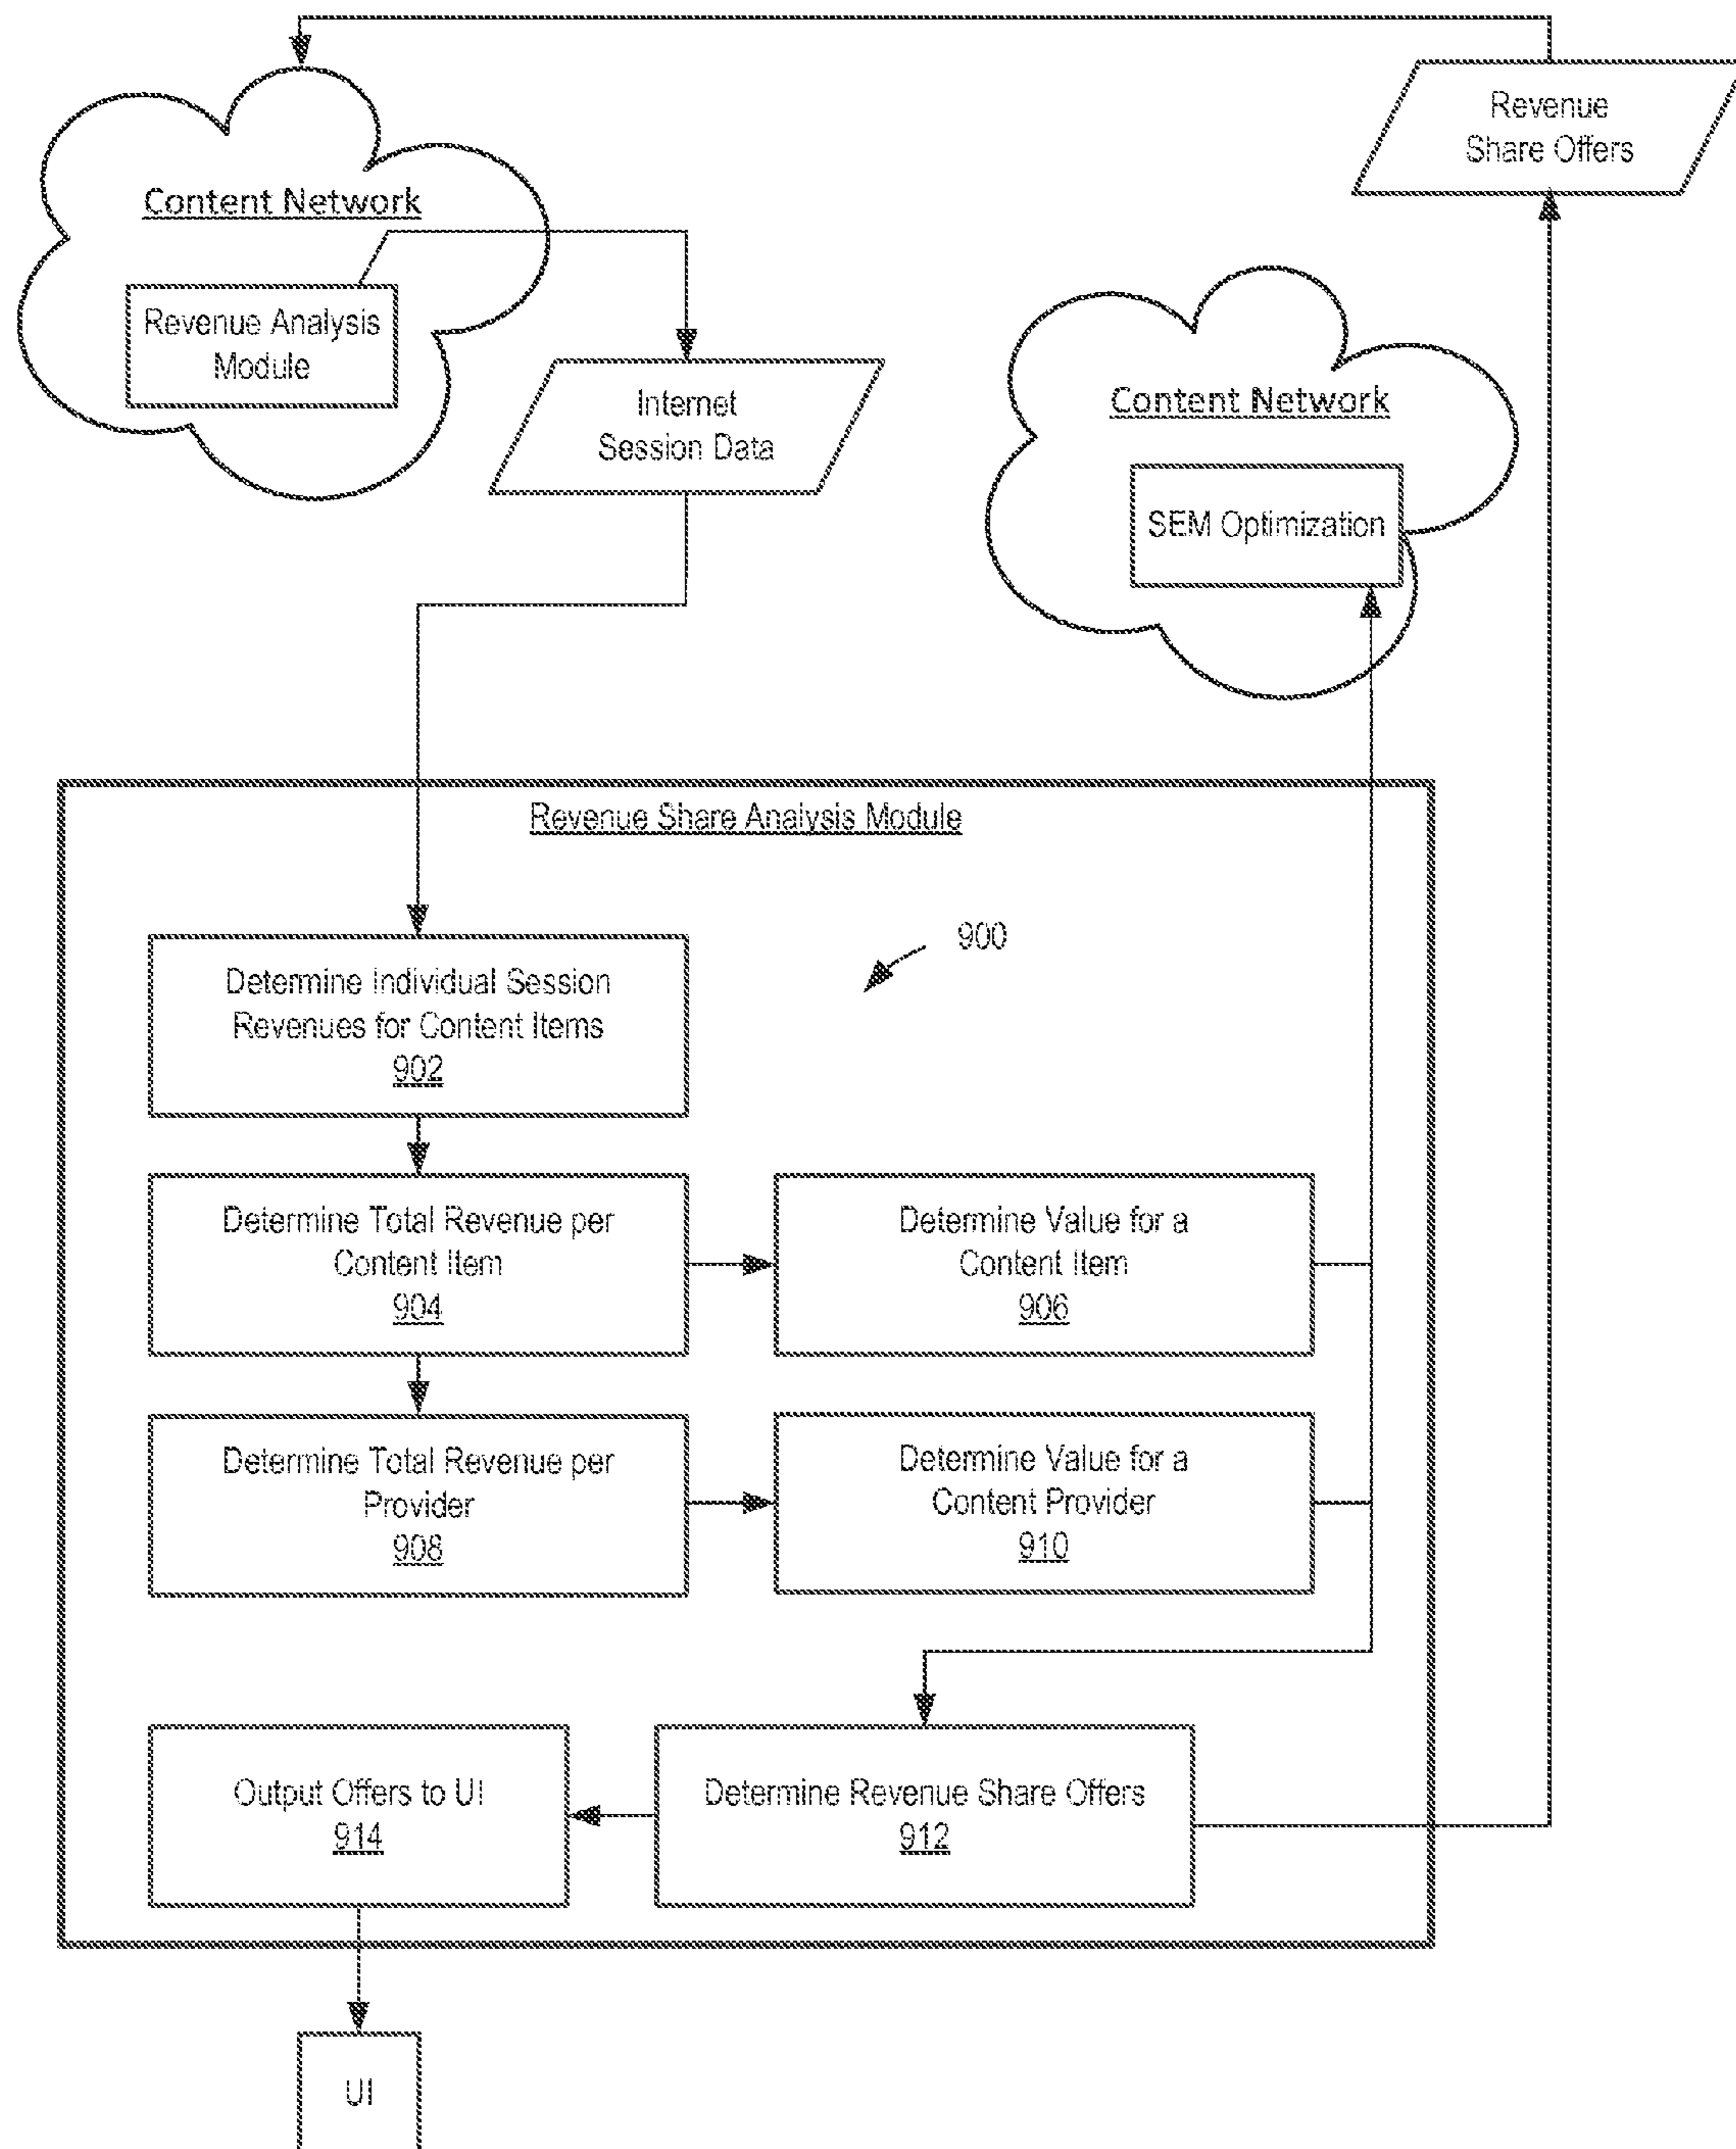 Revenue
Share Offers
Content Network
Revenue Analysis
Module
Internet
Session Data
Content Network
SEM Optimization
Revenue Share Analysis Module
900
Determine Individual Session
Revenues for Content Items
902
Determine Total Revenue per
Content Item
904
Determine Value for a
Content Item
906
Determine Total Revenue per
Provider
908
Determine Value for a
Content Provider
910
Output Offers to UI
914
Determine Revenue Share Offers
912
UI